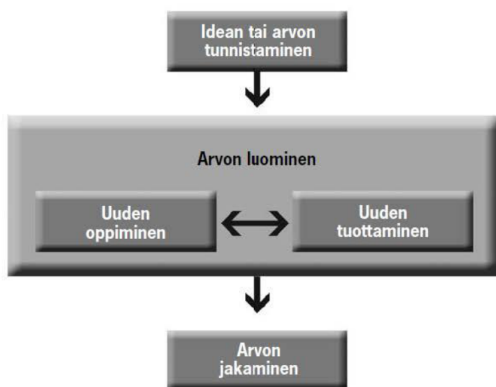 Idean tai arvon
tunnistaminen
Arvon luominen
Uuden
oppiminen
Uuden
tuottaminen
Arvon
jakaminen